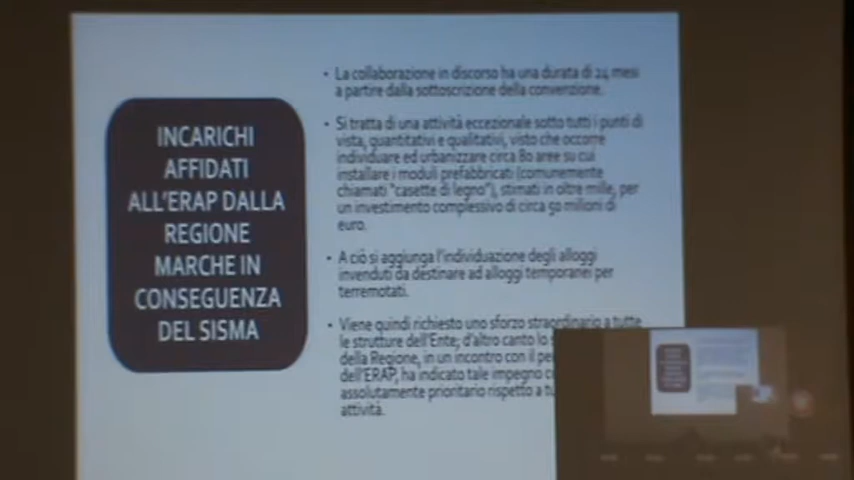 INCARICHI
AFFIDATI
ALL'ERAP DALLA
REGIONE
MARCHE IN
CONSEGUENZA
DEL SISMA
• La collaborazione in discorso ha una durata di 24 mesi
a partire dalla sottoscrizione della convenzione.
• Si tratta di una attività eccezionale sotto tutti i punti di
vista, quantitativi e qualitativi, visto che occorre
individuare ed urbanizzare circa 80 aree su cui
installare i moduli prefabbricati (comunemente
chiamati "casette di legno"), stimati in oltre mille, per
un investimento complessivo di circa 50 milioni di
euro.
• A ciò si aggiunga l'individuazione degli alloggi
invenduti da destinare ad alloggi temporanei per
terremotati.
• Viene quindi richiesto uno sforzo straordinario a tutte
le strutture dell'Ente; d'altro canto lo
della Regione, in un incontro con il
dell'ERAP, ha indicato tale impegno
assolutamente prioritario rispetto a
attività.